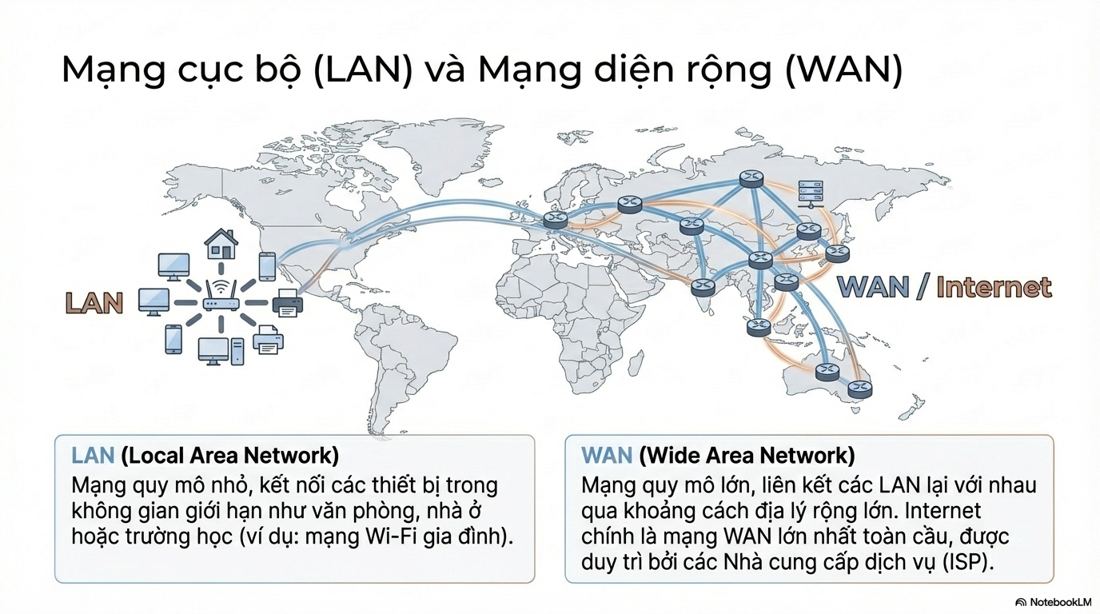 Mạng cục bộ (LAN) và Mạng diện rộng (WAN)
LAN
WAN / Internet
LAN (Local Area Network)
Mạng quy mô nhỏ, kết nối các thiết bị trong
không gian giới hạn như văn phòng, nhà ở
hoặc trường học (ví dụ: mạng Wi-Fi gia đình).
WAN (Wide Area Network)
Mạng quy mô lớn, liên kết các LAN lại với nhau
qua khoảng cách địa lý rộng lớn. Internet
chính là mạng WAN lớn nhất toàn cầu, được
duy trì bởi các Nhà cung cấp dịch vụ (ISP).
NotebookLM